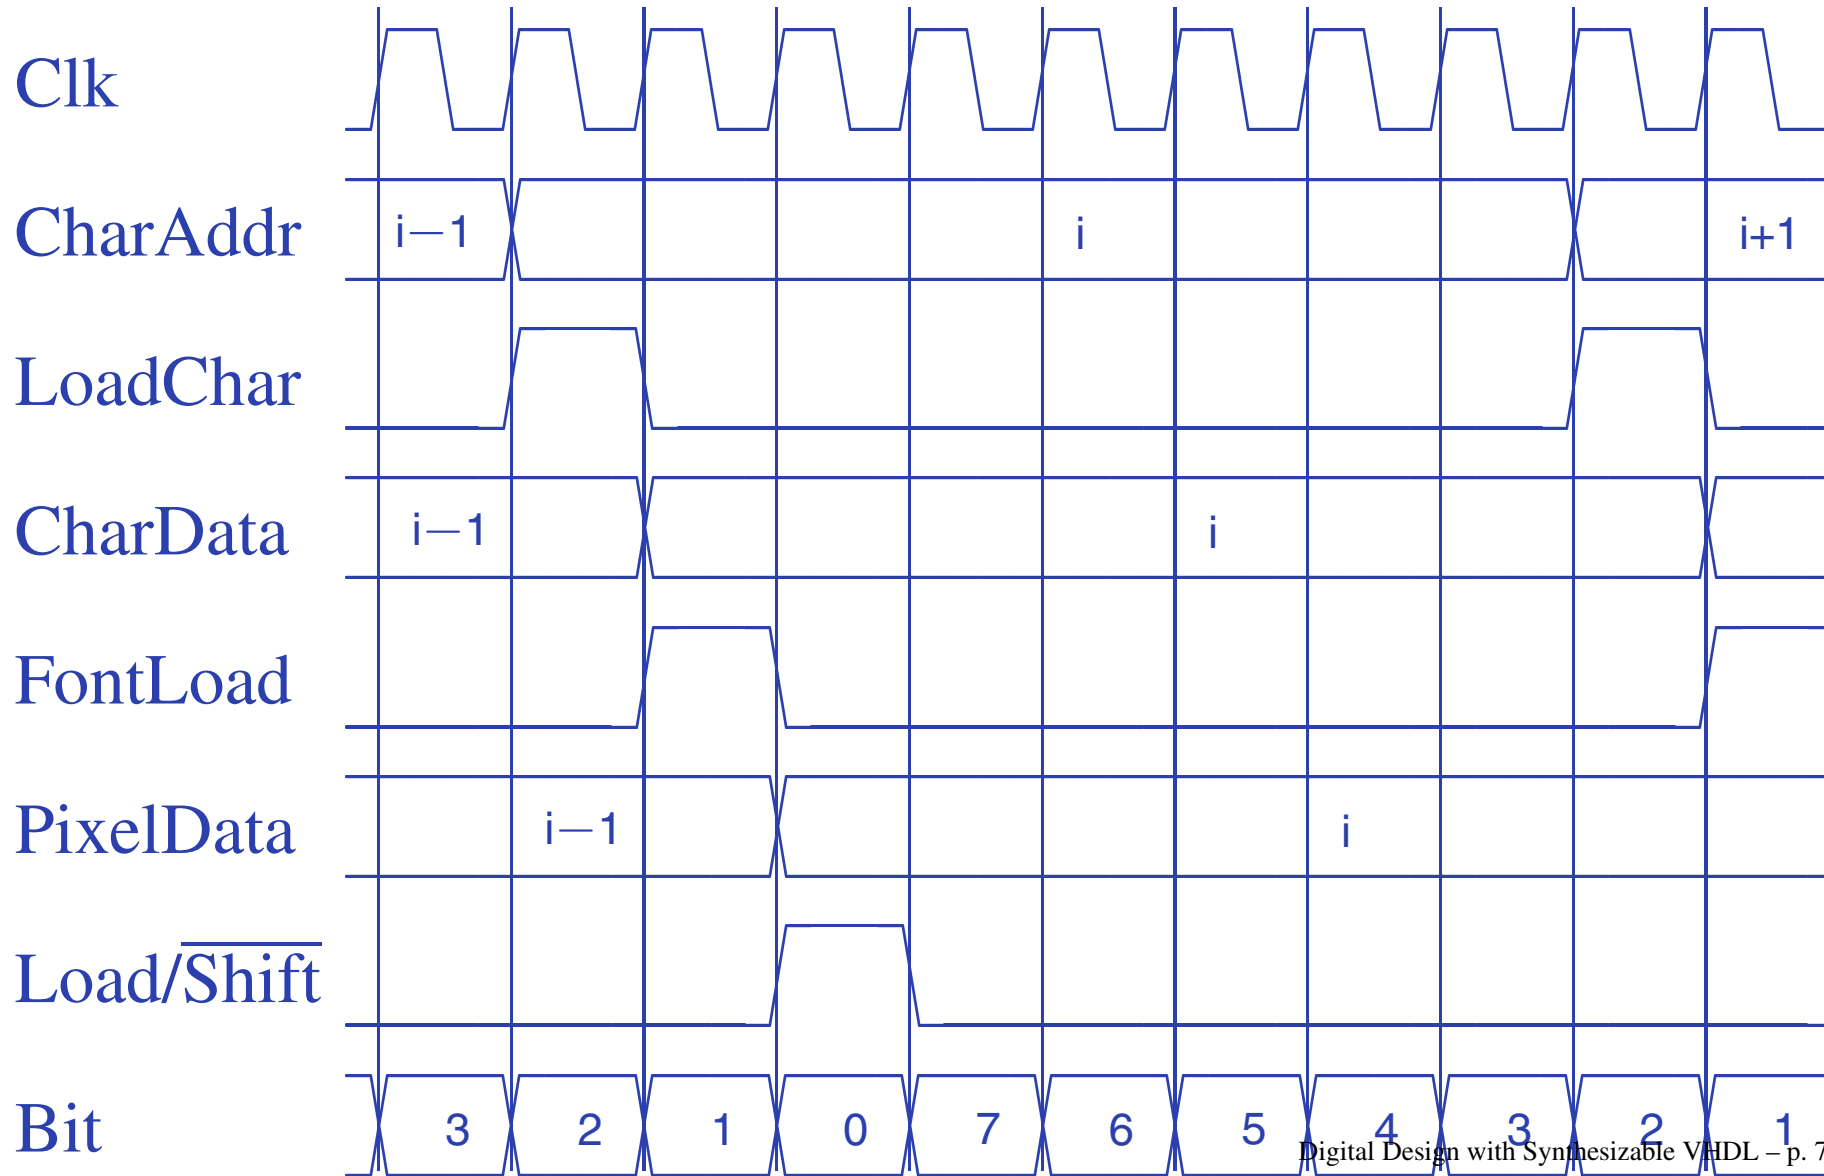 Clk
CharAddr i−1 i i+1
LoadChar
CharData i−1 i
FontLoad
PixelData i−1 i
Load/Shift
Bit 3 2 1 0 7 6 5 4 3 2 1
Digital Design with Synthesizable VHDL – p. 7